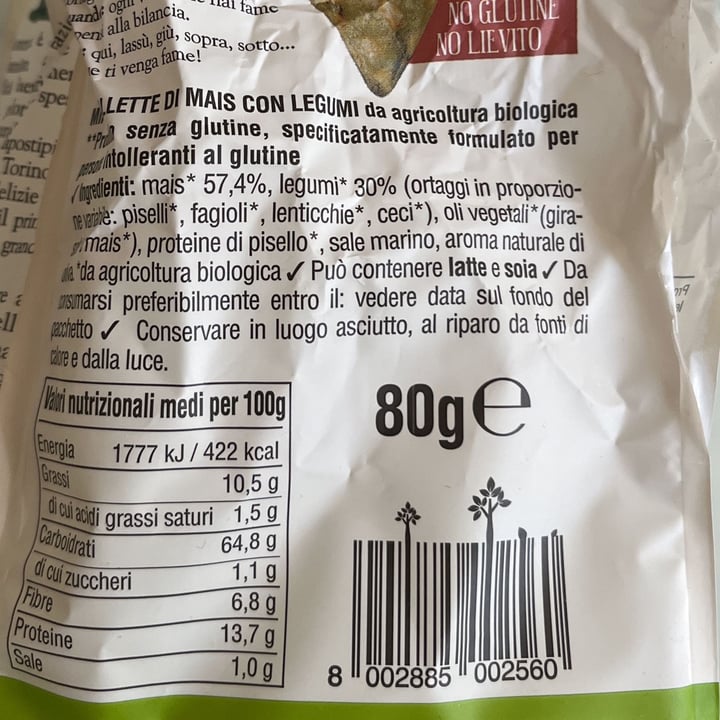 NO GLUTINE
NO LIEVITO
fame
alla bilancia.
qui, lassù, giù, sopra, sotto...
ti venga fame!
LETTE DI MAIS CON LEGUMI da agricoltura biologica
senza glutine, specificatamente formulato per
intolleranti al glutine
Ingredienti: mais* 57,4%, legumi* 30% (ortaggi in proporzio-
ne variabile: piselli*, fagioli*, lenticchie*, ceci*), oli vegetali* (gira-
mais*), proteine di pisello*, sale marino, aroma naturale di
*da agricoltura biologica ✓ Può contenere latte e soia ✓ Da
consumarsi preferibilmente entro il: vedere data sul fondo del
pacchetto ✓ Conservare in luogo asciutto, al riparo da fonti di
calore e dalla luce.
Valori nutrizionali medi per 100g
Energia 1777 kJ / 422 kcal
Grassi 10,5 g
di cui acidi grassi saturi 1,5 g
Carboidrati 64,8 g
di cui zuccheri 1,1 g
Fibre 6,8 g
Proteine 13,7 g
Sale 1,0 g
80g e
8 002885 002560